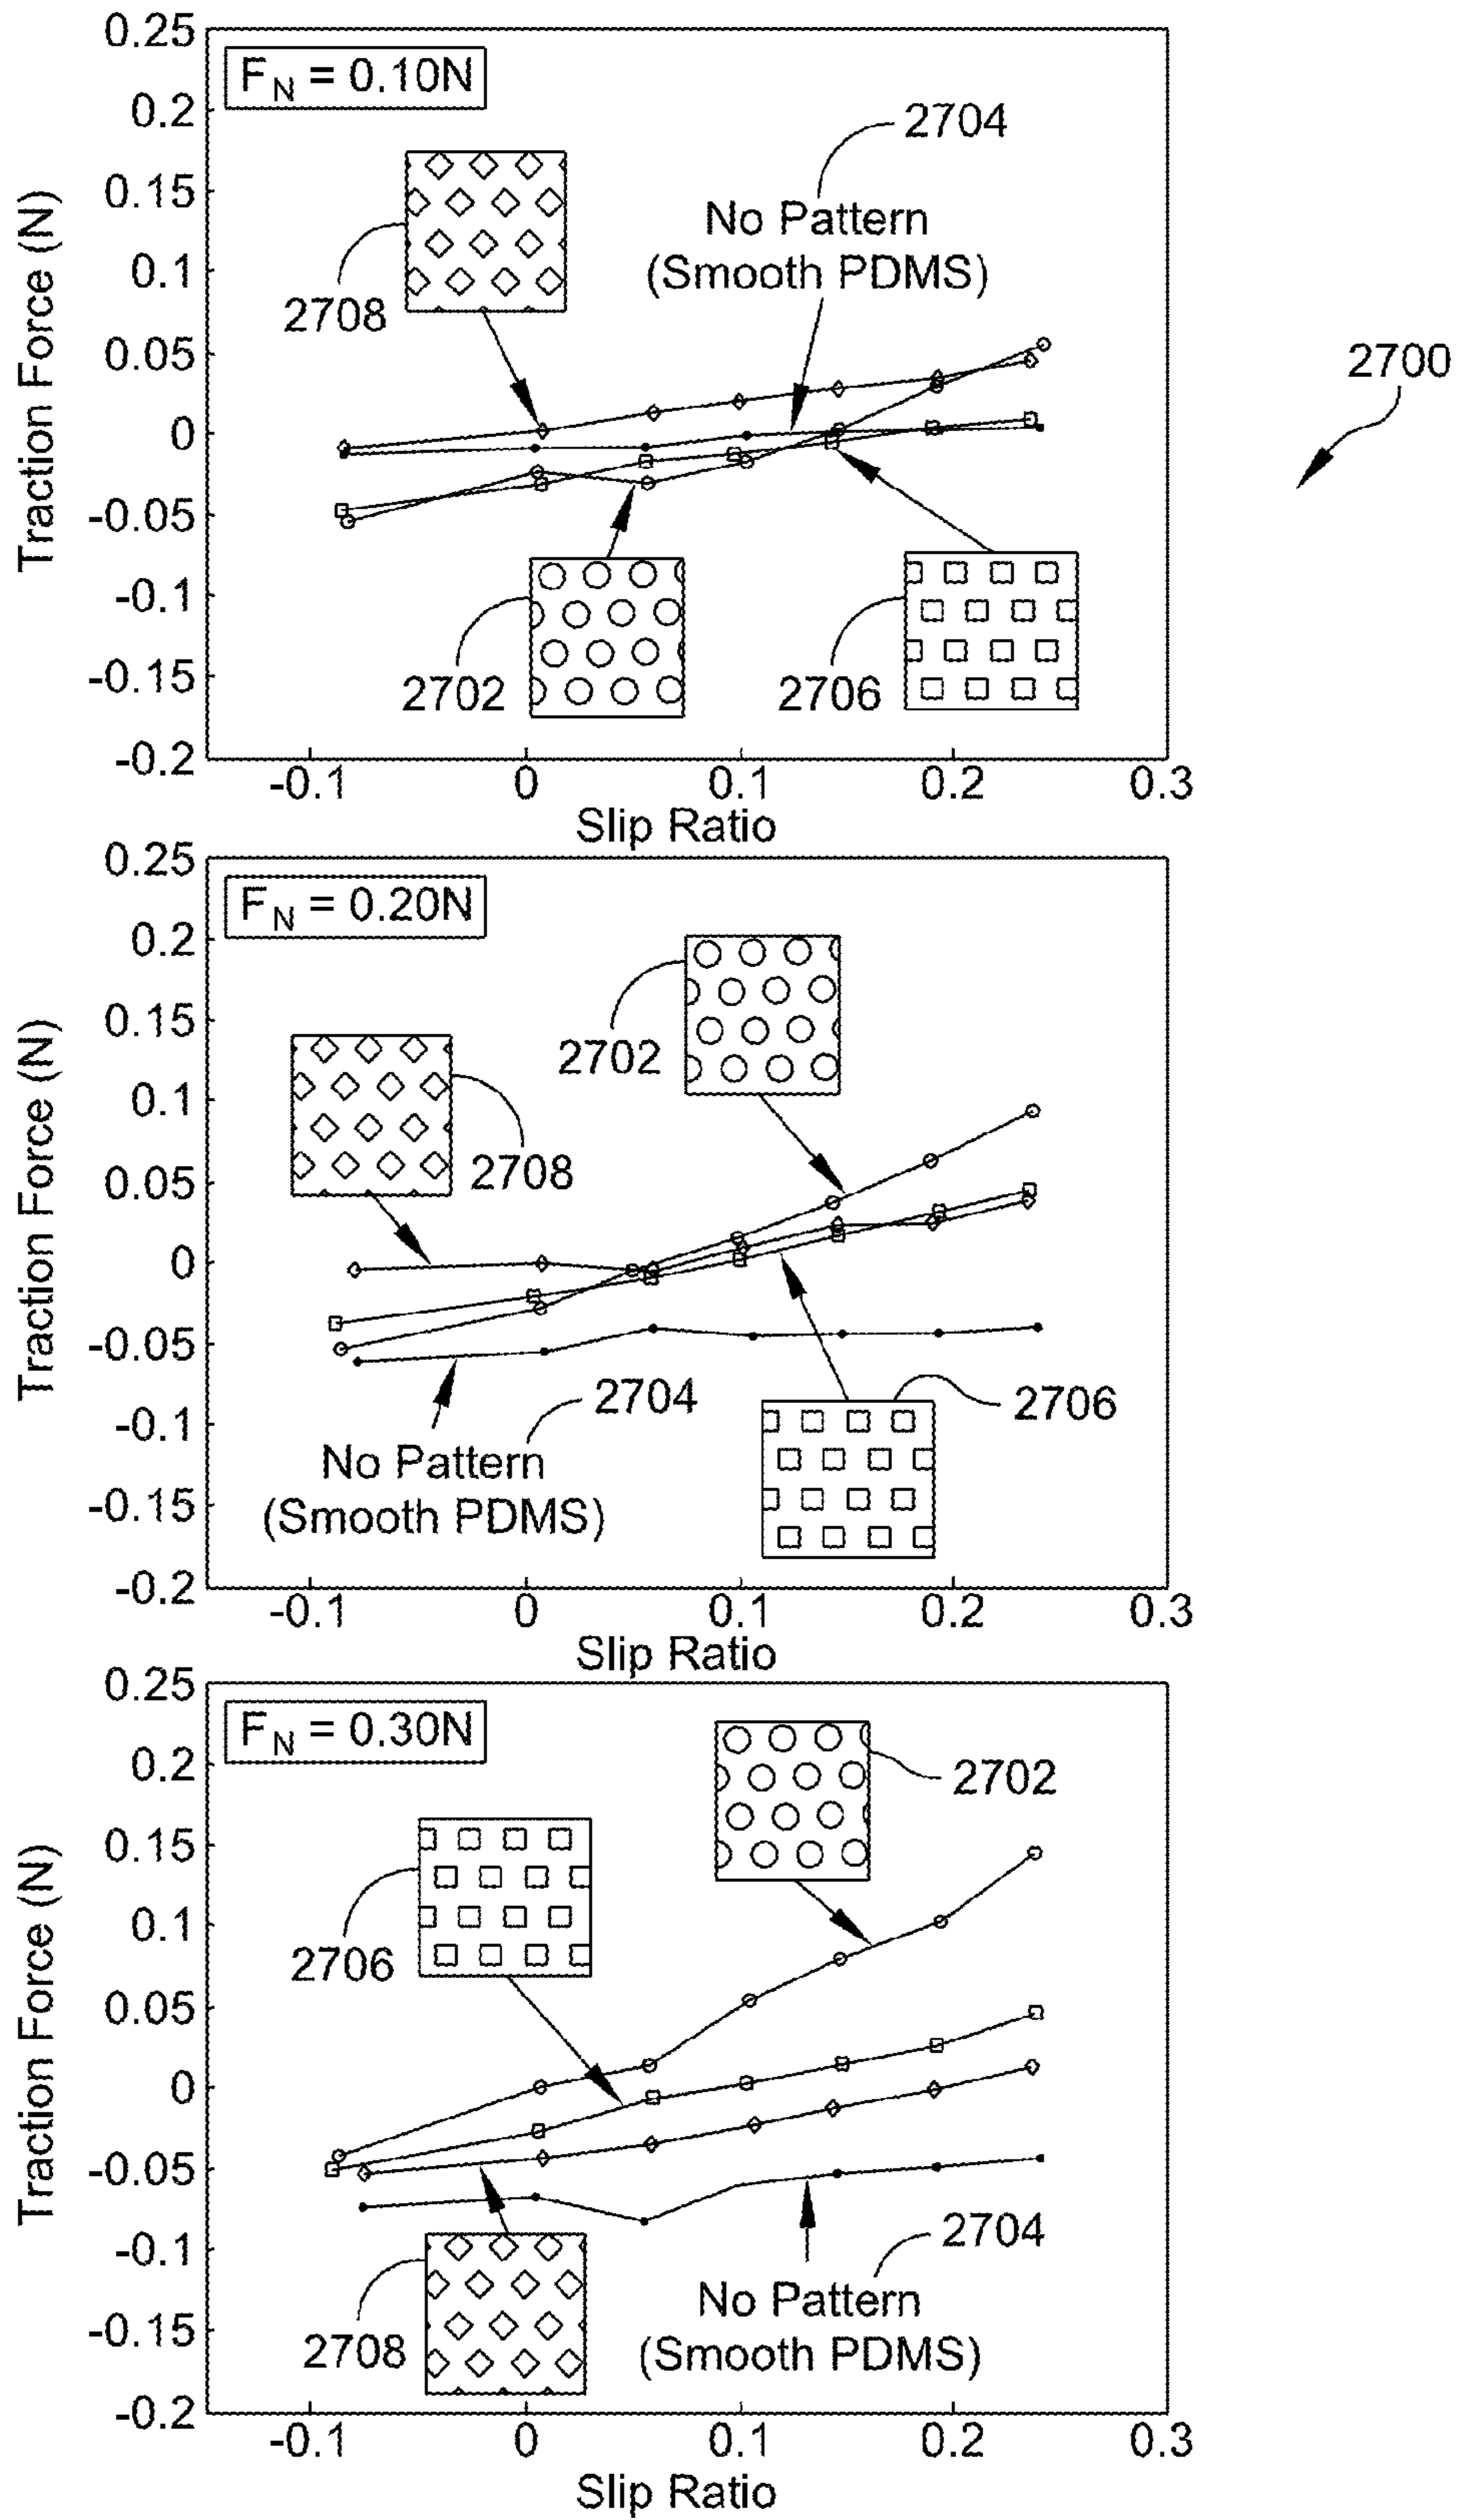 0.25
F_N = 0.10N
0.2
2704
0.15
No Pattern
(Smooth PDMS)
0.1
2708
0.05
2700
0
-0.05
-0.1
-0.15
2702
2706
-0.2
-0.1 0 0.1 0.2 0.3
Slip Ratio
Traction Force (N)
0.25
F_N = 0.20N
0.2
0.15
2702
0.1
2708
0.05
0
-0.05
2704
2706
-0.1
No Pattern
(Smooth PDMS)
-0.15
-0.2
-0.1 0 0.1 0.2 0.3
Slip Ratio
Traction Force (N)
0.25
F_N = 0.30N
0.2
2702
0.15
0.1
2706
0.05
0
-0.05
-0.1
2704
No Pattern
(Smooth PDMS)
-0.15
2708
-0.2
-0.1 0 0.1 0.2 0.3
Slip Ratio
Traction Force (N)